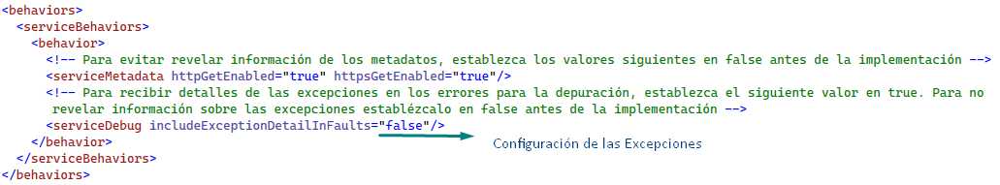 <behaviors>
<serviceBehaviors>
<behavior>
<!-- Para evitar revelar información de los metadatos, establezca los valores siguientes en false antes de la implementación -->
<serviceMetadata httpGetEnabled="true" httpsGetEnabled="true"/>
<!-- Para recibir detalles de las excepciones en los errores para la depuración, establezca el siguiente valor en true. Para no
revelar información sobre las excepciones establézcalo en false antes de la implementación -->
<serviceDebug includeExceptionDetailInFaults="false"/>
Configuración de las Excepciones
</behavior>
</serviceBehaviors>
</behaviors>